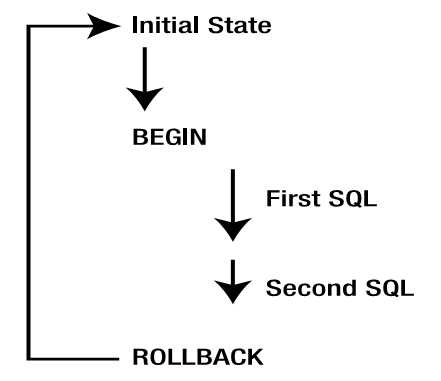 Initial State
BEGIN
First SQL
Second SQL
ROLLBACK